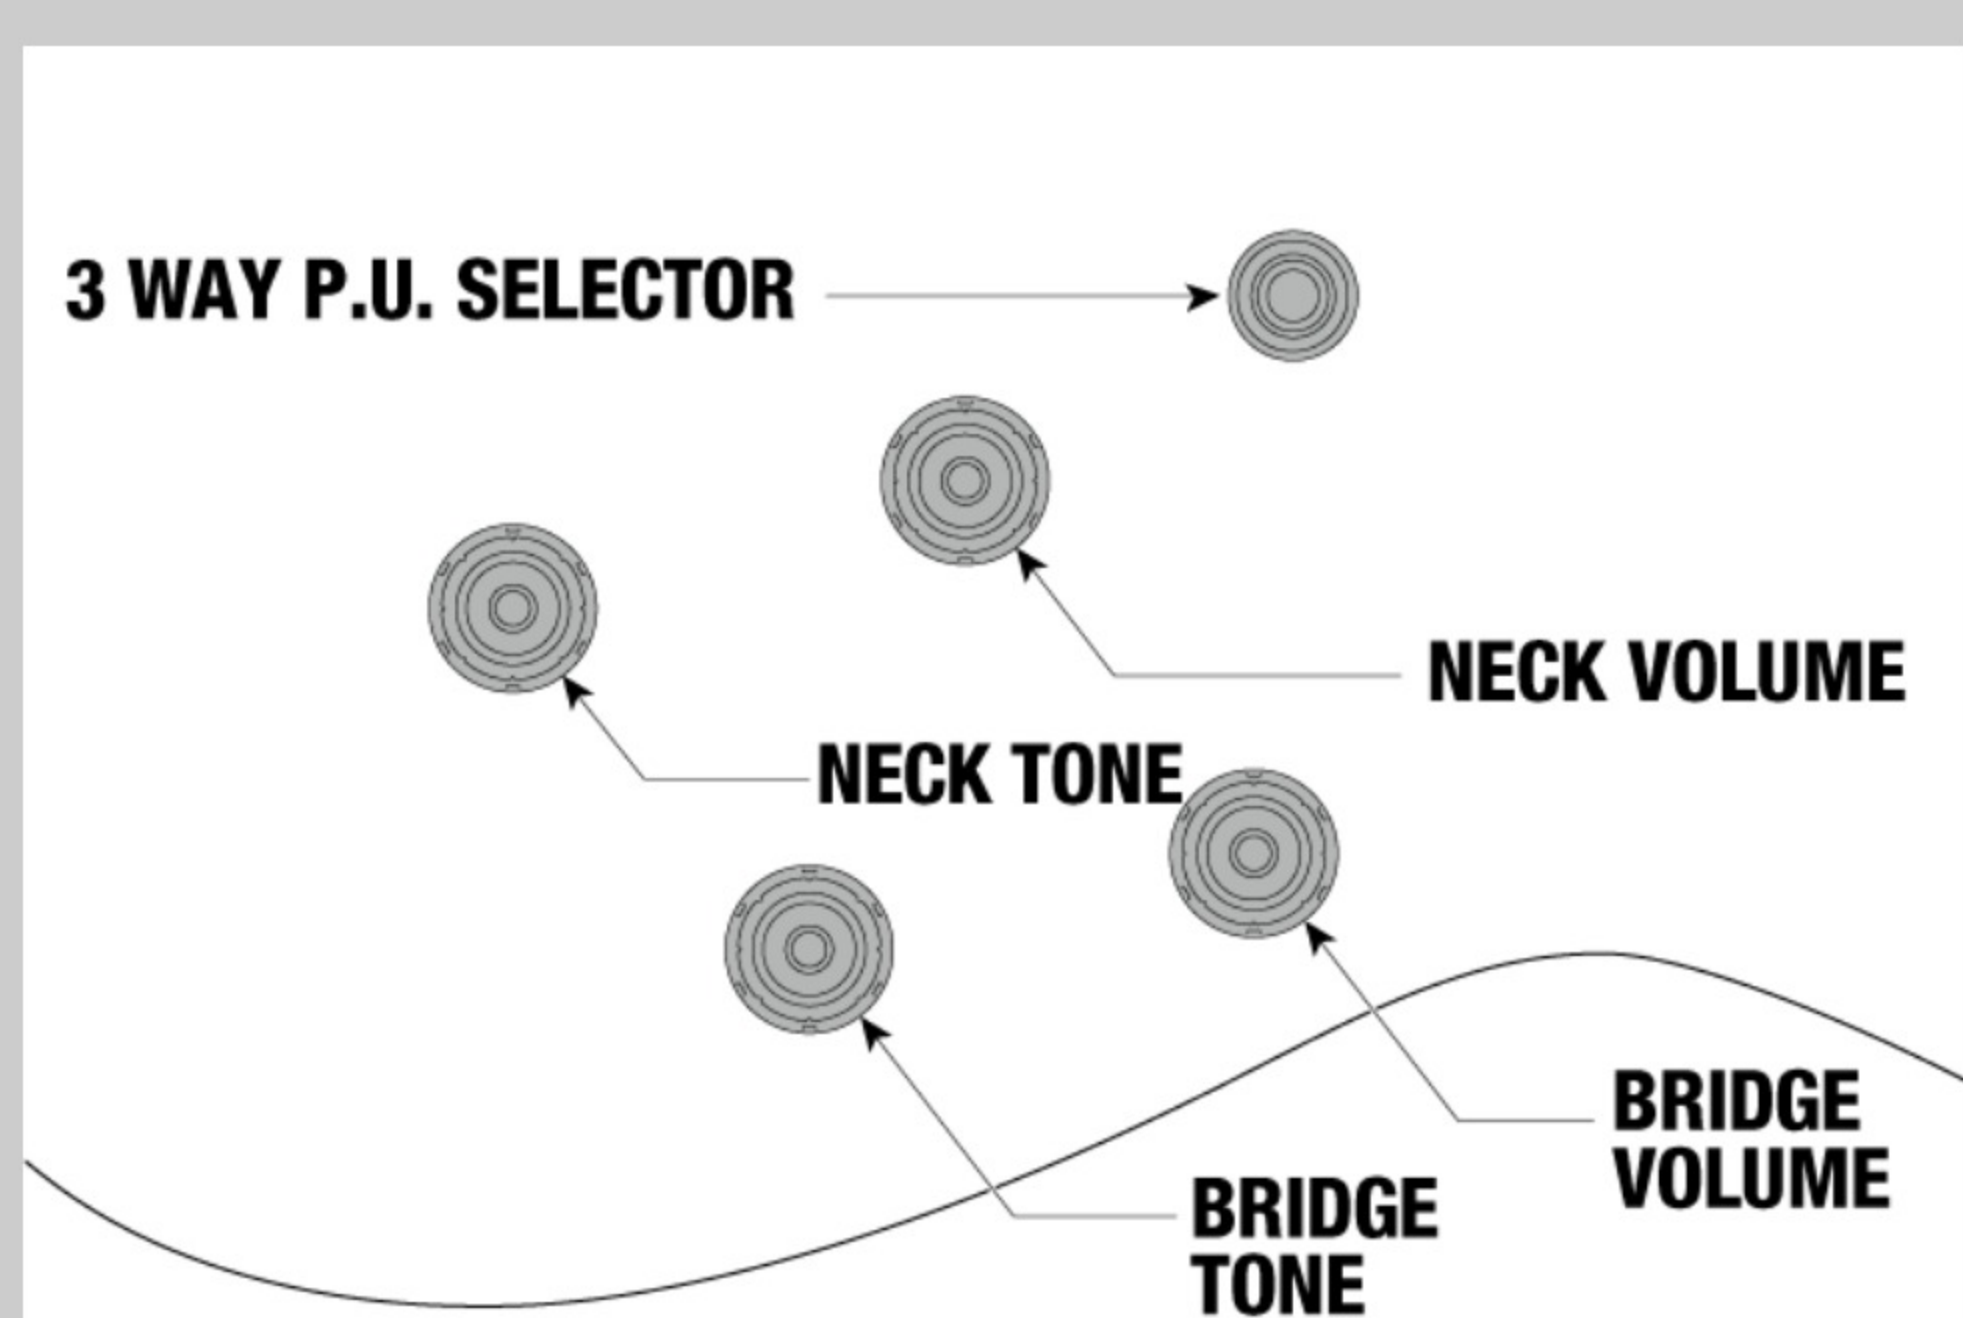 3 WAY P.U. SELECTOR
NECK VOLUME
NECK TONE
BRIDGE
VOLUME
BRIDGE
TONE